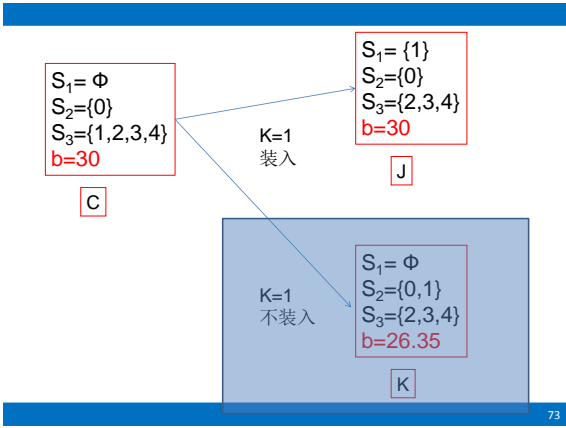 S₁= Φ
S₂={0}
S₃={1,2,3,4}
b=30
C
K=1
装入
S₁= {1}
S₂={0}
S₃={2,3,4}
b=30
J
K=1
不装入
S₁= Φ
S₂={0,1}
S₃={2,3,4}
b=26.35
K
73